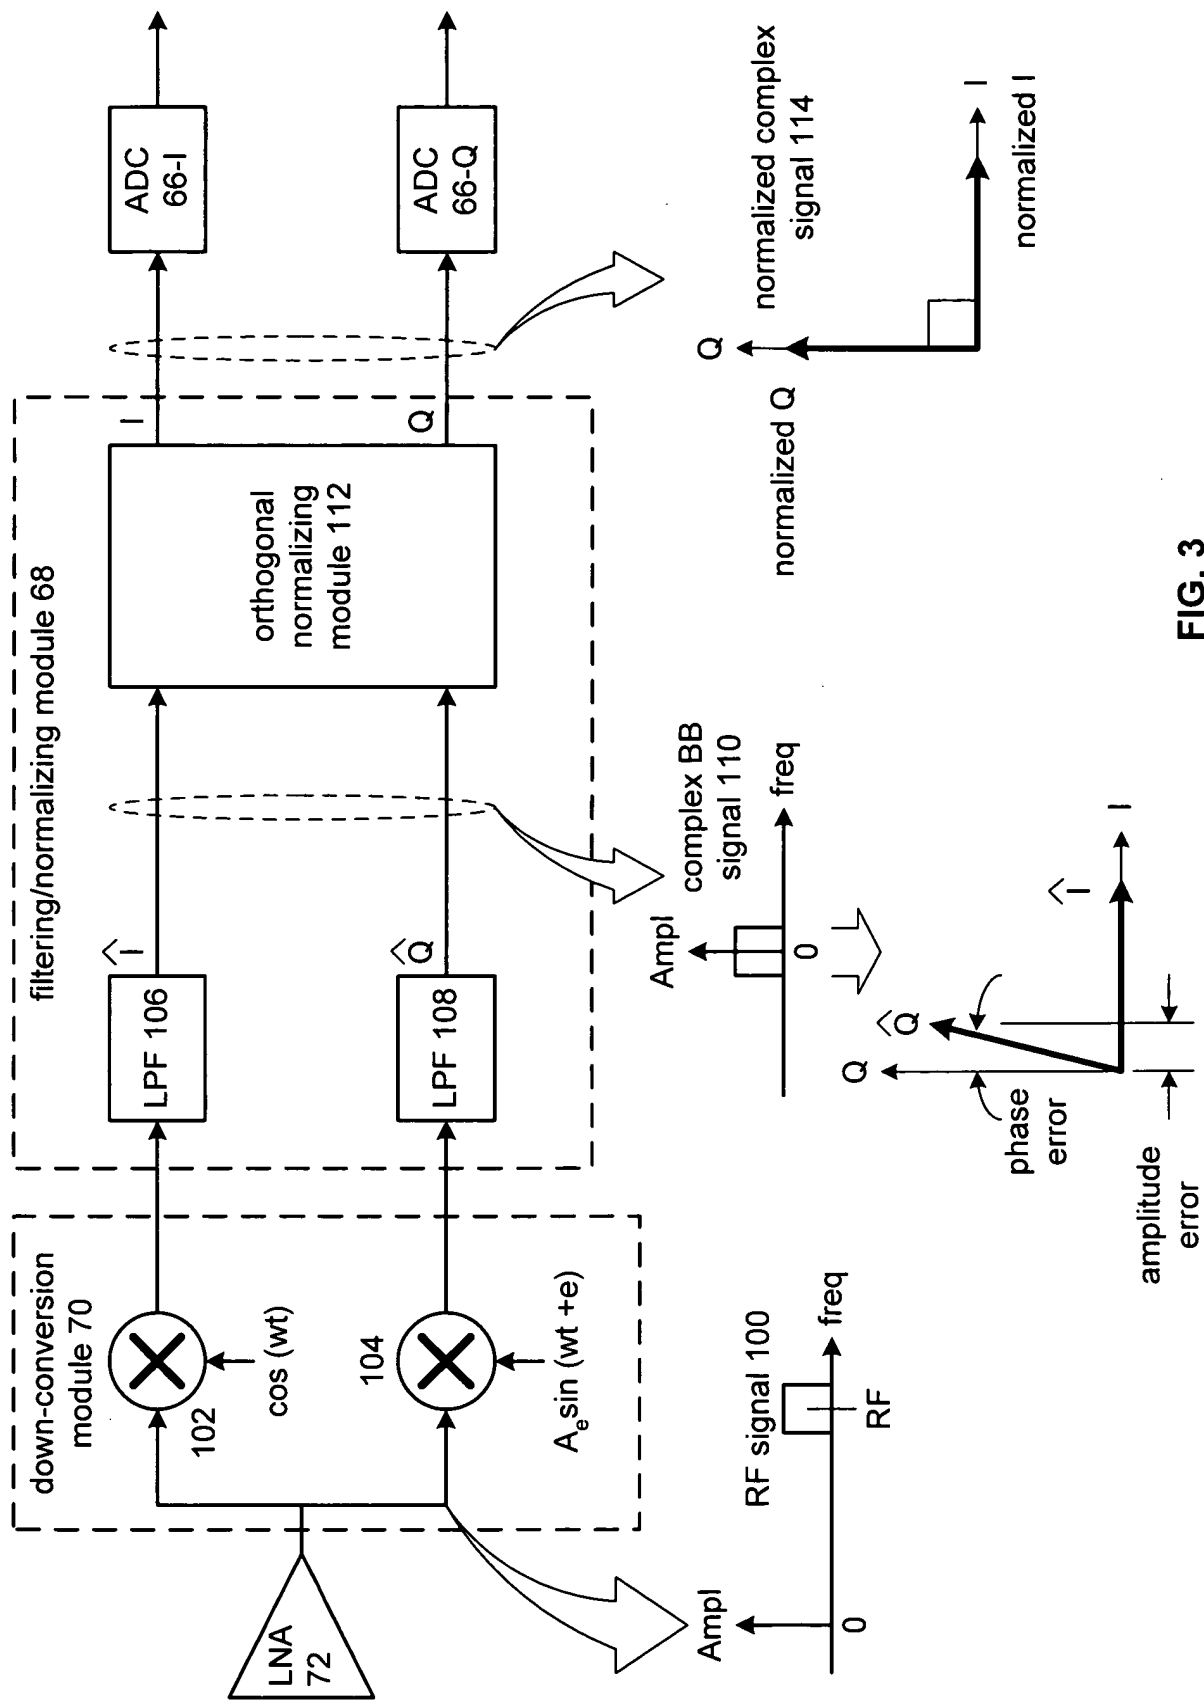 filtering/normalizing module 68
down-conversion
module 70
LNA
72
102
cos (wt)
104
A_e sin (wt +e)
LPF 106
Î
LPF 108
Q̂
orthogonal
normalizing
module 112
I
Q
ADC
66-I
ADC
66-Q
RF signal 100
Ampl
0
RF
freq
complex BB
signal 110
Ampl
0
freq
Q
Q̂
Î
I
phase
error
amplitude
error
normalized complex
signal 114
Q
normalized Q
I
normalized I
FIG. 3